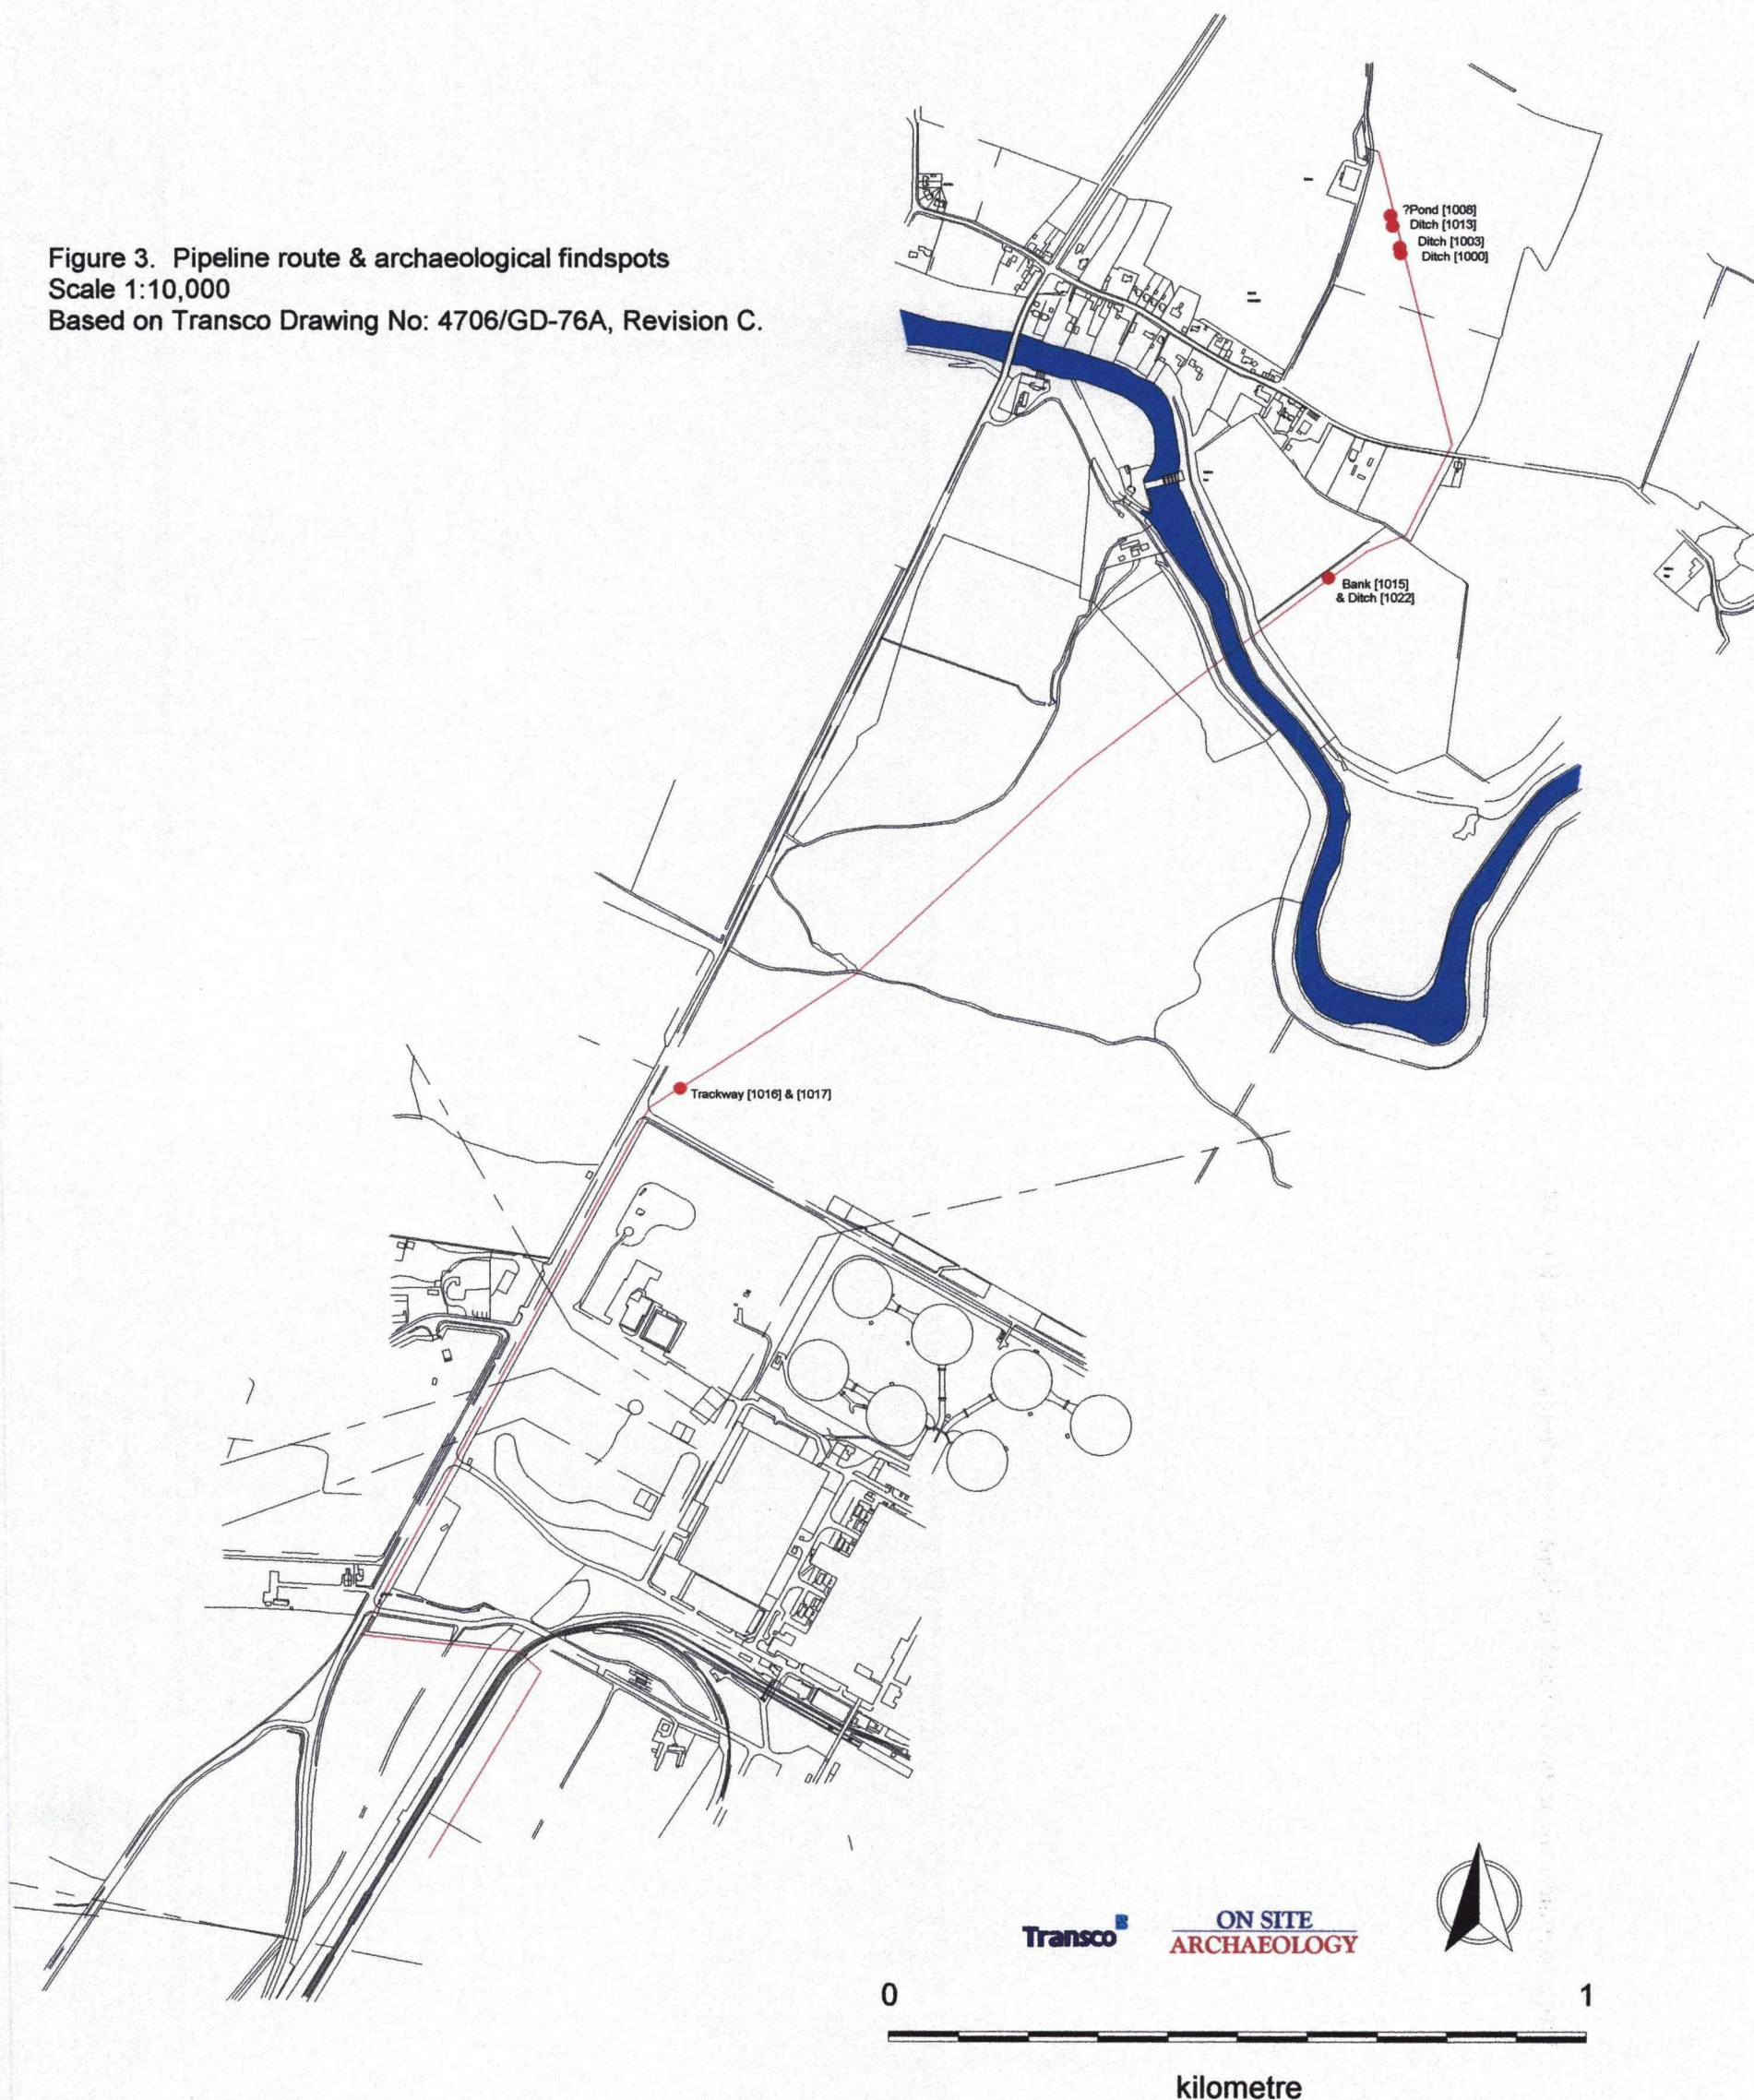 Figure 3. Pipeline route & archaeological findspots
Scale 1:10,000
Based on Transco Drawing No: 4706/GD-76A, Revision C.
?Pond [1008]
Ditch [1013]
Ditch [1003]
Ditch [1000]
Bank [1015]
& Ditch [1022]
Trackway [1016] & [1017]
Transco
ON SITE
ARCHAEOLOGY
0 1
kilometre